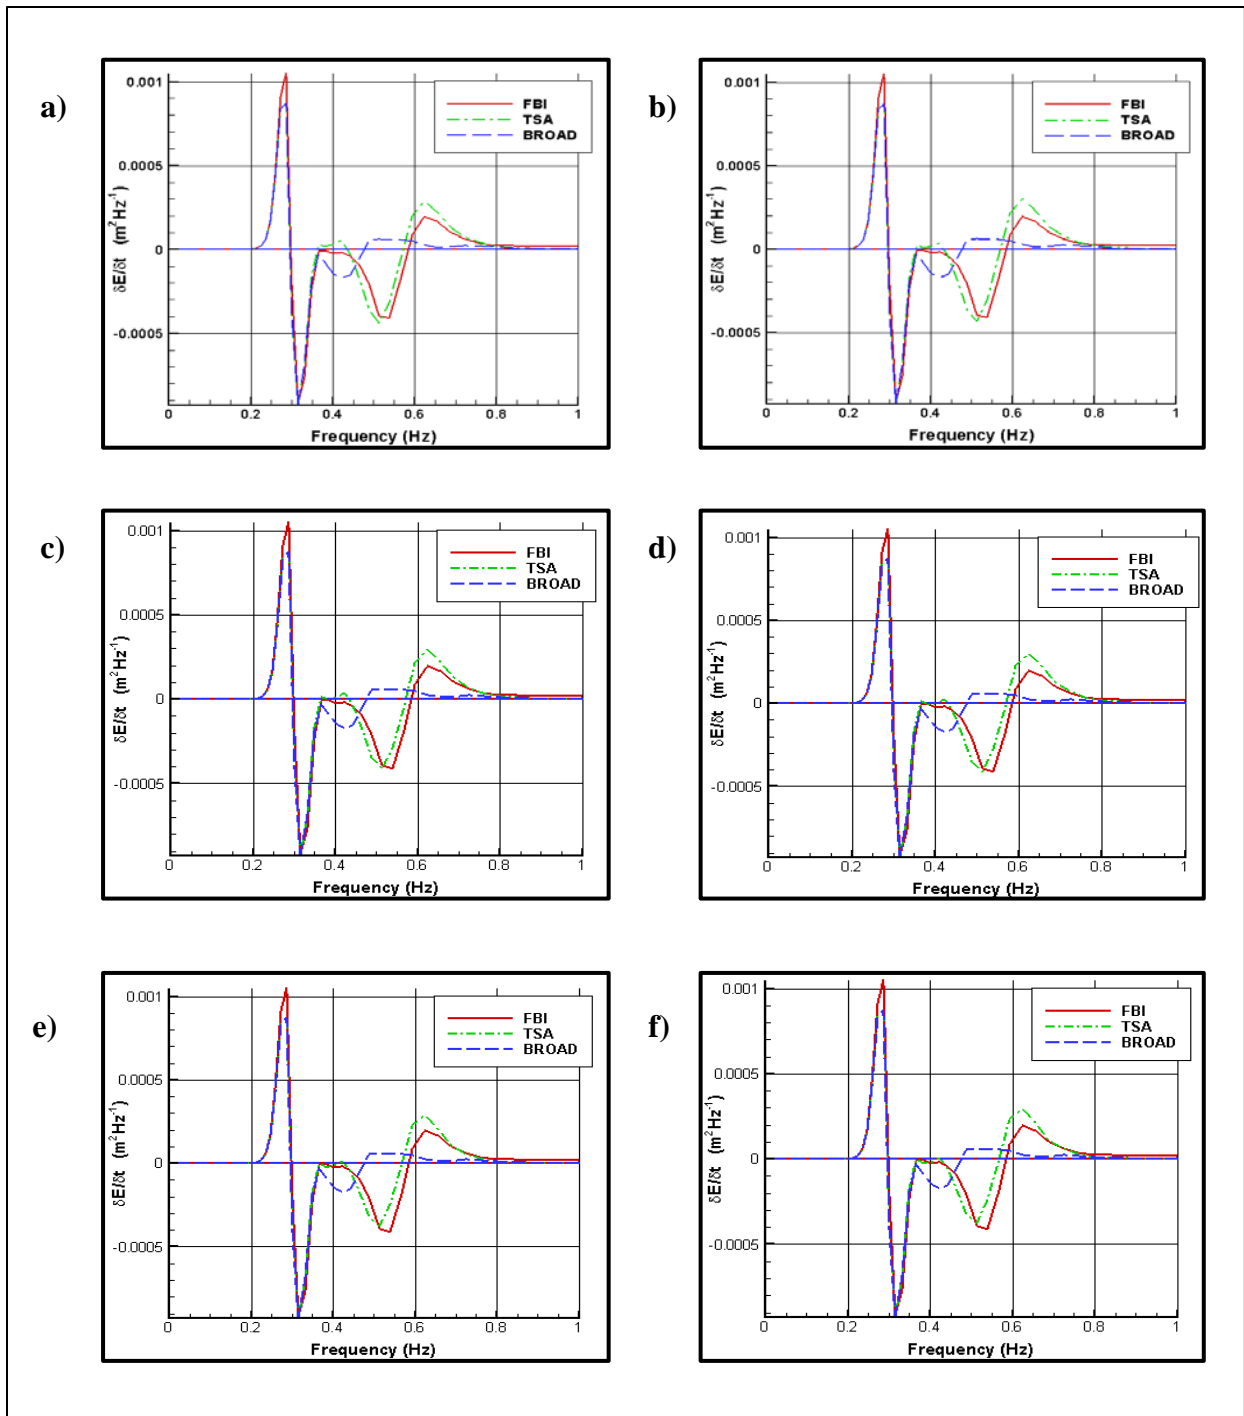 a)
0.001
0.0005
0
-0.0005
δE/δt (m²Hz⁻¹)
FBI
TSA
BROAD
0 0.2 0.4 0.6 0.8 1
Frequency (Hz)
b)
0.001
0.0005
0
-0.0005
δE/δt (m²Hz⁻¹)
FBI
TSA
BROAD
0 0.2 0.4 0.6 0.8 1
Frequency (Hz)
c)
0.001
0.0005
0
-0.0005
δE/δt (m²Hz⁻¹)
FBI
TSA
BROAD
0 0.2 0.4 0.6 0.8 1
Frequency (Hz)
d)
0.001
0.0005
0
-0.0005
δE/δt (m²Hz⁻¹)
FBI
TSA
BROAD
0 0.2 0.4 0.6 0.8 1
Frequency (Hz)
e)
0.001
0.0005
0
-0.0005
δE/δt (m²Hz⁻¹)
FBI
TSA
BROAD
0 0.2 0.4 0.6 0.8 1
Frequency (Hz)
f)
0.001
0.0005
0
-0.0005
δE/δt (m²Hz⁻¹)
FBI
TSA
BROAD
0 0.2 0.4 0.6 0.8 1
Frequency (Hz)